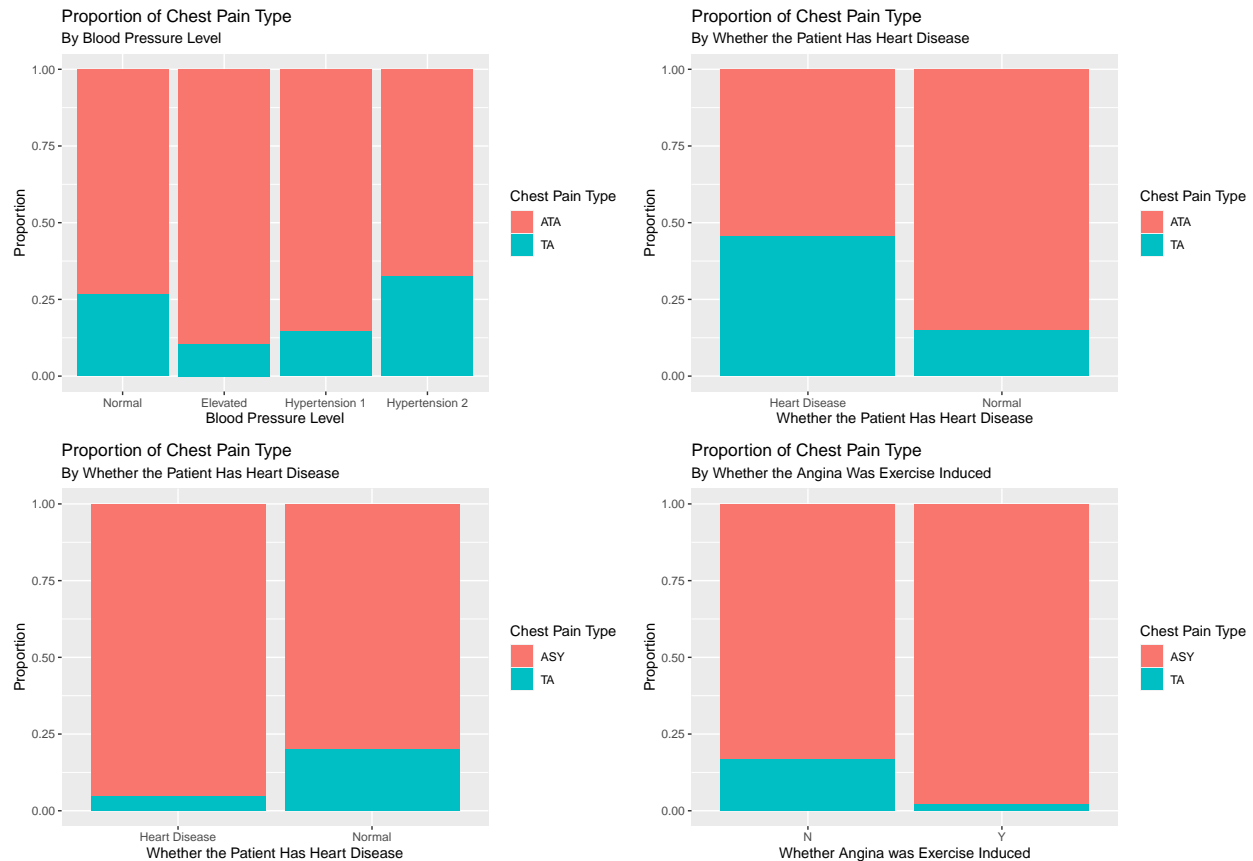 Proportion of Chest Pain Type
By Blood Pressure Level
1.00
0.75
0.50
0.25
0.00
Proportion
Normal Elevated Hypertension 1 Hypertension 2
Blood Pressure Level
Chest Pain Type
ATA
TA
Proportion of Chest Pain Type
By Whether the Patient Has Heart Disease
1.00
0.75
0.50
0.25
0.00
Proportion
Heart Disease Normal
Whether the Patient Has Heart Disease
Chest Pain Type
ATA
TA
Proportion of Chest Pain Type
By Whether the Patient Has Heart Disease
1.00
0.75
0.50
0.25
0.00
Proportion
Heart Disease Normal
Whether the Patient Has Heart Disease
Chest Pain Type
ASY
TA
Proportion of Chest Pain Type
By Whether the Angina Was Exercise Induced
1.00
0.75
0.50
0.25
0.00
Proportion
N Y
Whether Angina was Exercise Induced
Chest Pain Type
ASY
TA